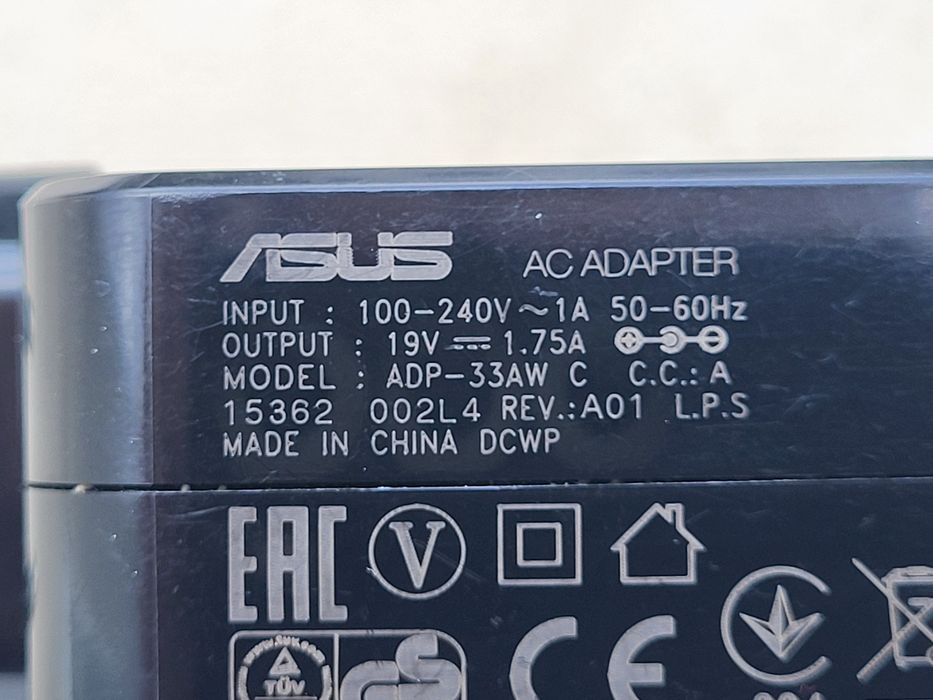 ASUS AC ADAPTER
INPUT : 100-240V ~ 1A 50-60Hz
OUTPUT : 19V ⎓ 1.75A
MODEL : ADP-33AW C C.C.: A
15362 002L4 REV.:A01 L.P.S
MADE IN CHINA DCWP
EAC V
TÜV GS CE